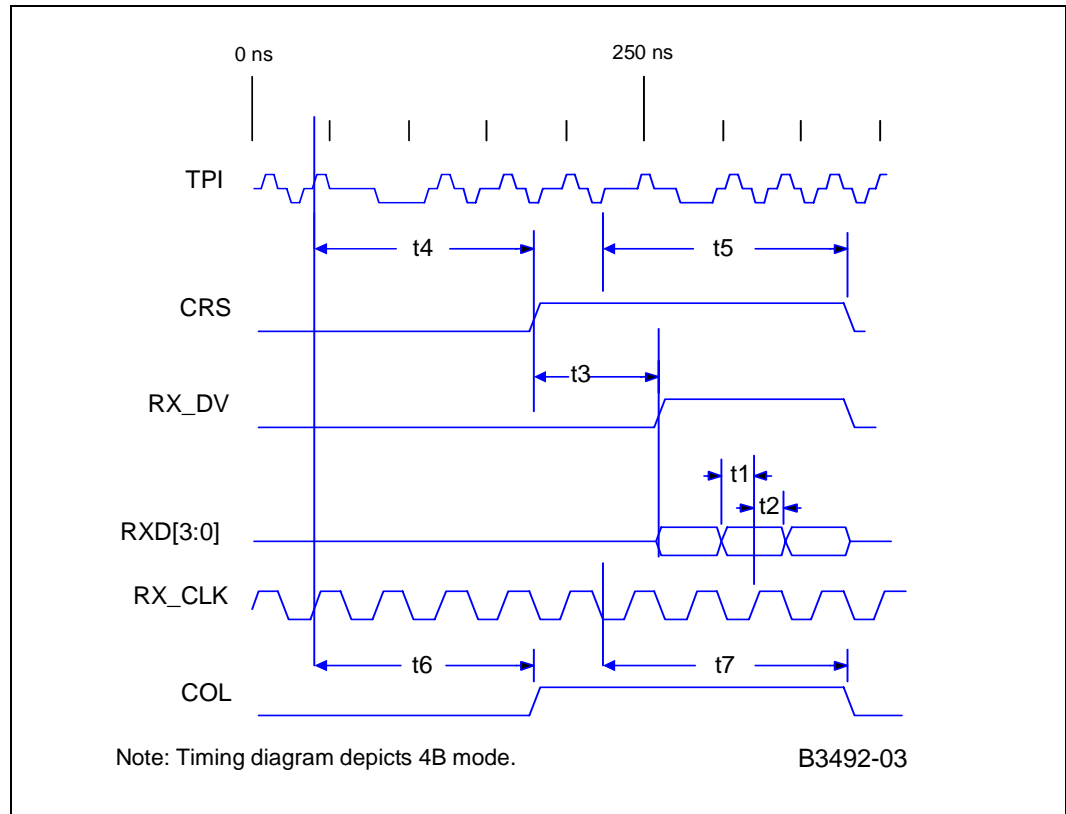 0 ns
250 ns
TPI
t4
t5
CRS
t3
RX_DV
t1
t2
RXD[3:0]
RX_CLK
t6
t7
COL
Note: Timing diagram depicts 4B mode.
B3492-03